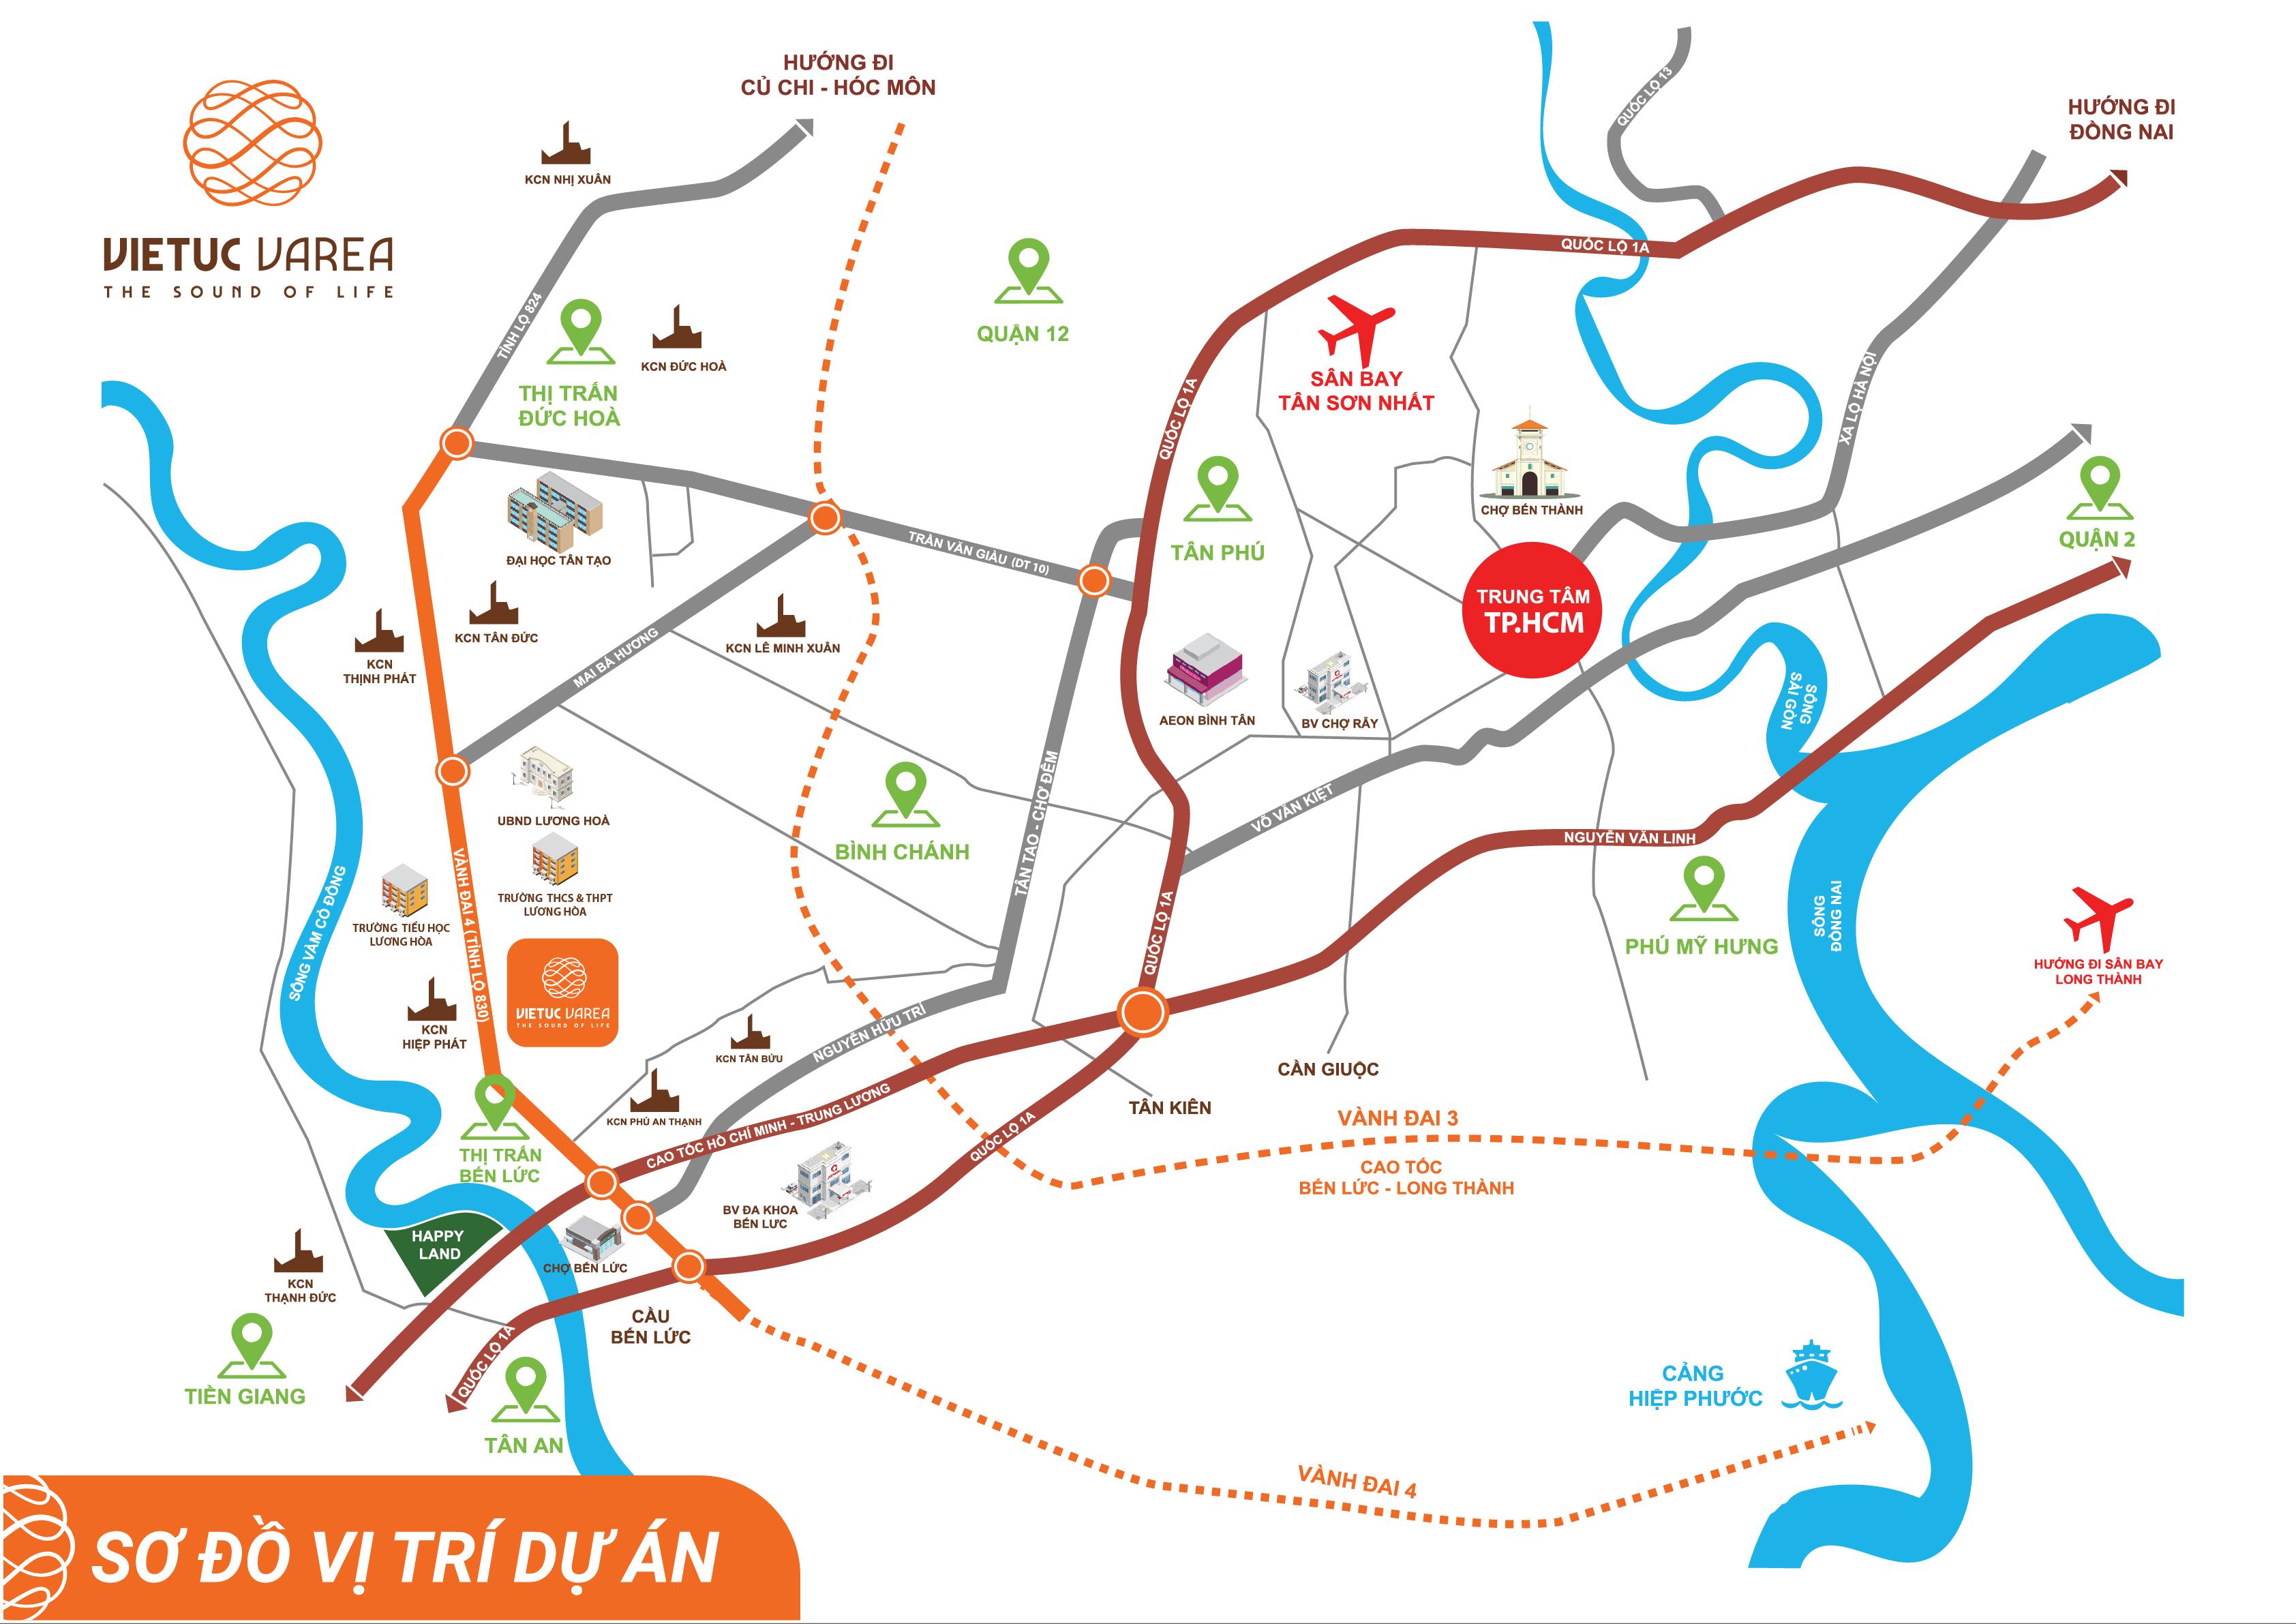 VIETUC VAREA
THE SOUND OF LIFE
HƯỚNG ĐI
CỦ CHI - HÓC MÔN
QUỐC LỘ 13
HƯỚNG ĐI
ĐỒNG NAI
KCN NHỊ XUÂN
QUỐC LỘ 1A
TỈNH LỘ 824
QUẬN 12
KCN ĐỨC HOÀ
THỊ TRẤN
ĐỨC HOÀ
SÂN BAY
TÂN SƠN NHẤT
QUỐC LỘ 1A
XA LỘ HÀ NỘI
CHỢ BẾN THÀNH
ĐẠI HỌC TÂN TẠO
TRẦN VĂN GIÀU (DT 10)
TÂN PHÚ
QUẬN 2
TRUNG TÂM
TP.HCM
KCN TÂN ĐỨC
KCN
THỊNH PHÁT
MAI BÁ HƯƠNG
KCN LÊ MINH XUÂN
AEON BÌNH TÂN
BV CHỢ RẪY
SÔNG
SÀI GÒN
UBND LƯƠNG HOÀ
TÂN TẠO - CHỢ ĐỆM
VÕ VĂN KIỆT
BÌNH CHÁNH
NGUYỄN VĂN LINH
VÀNH ĐAI 4 (TỈNH LỘ 830)
TRƯỜNG THCS & THPT
LƯƠNG HÒA
TRƯỜNG TIỂU HỌC
LƯƠNG HÒA
SÔNG VÀM CỎ ĐÔNG
QUỐC LỘ 1A
PHÚ MỸ HƯNG
SÔNG
ĐỒNG NAI
HƯỚNG ĐI SÂN BAY
LONG THÀNH
VIETUC VAREA
THE SOUND OF LIFE
KCN
HIỆP PHÁT
NGUYỄN HỮU TRÍ
KCN TÂN BỬU
CẦN GIUỘC
KCN PHÚ AN THẠNH
TÂN KIÊN
CAO TỐC HỒ CHÍ MINH - TRUNG LƯƠNG
QUỐC LỘ 1A
VÀNH ĐAI 3
CAO TỐC
BẾN LỨC - LONG THÀNH
THỊ TRẤN
BẾN LỨC
BV ĐA KHOA
BẾN LƯC
HAPPY
LAND
CHỢ BẾN LỨC
KCN
THẠNH ĐỨC
CẦU
BẾN LỨC
QUỐC LỘ 1A
TIỀN GIANG
TÂN AN
CẢNG
HIỆP PHƯỚC
VÀNH ĐAI 4
SƠ ĐỒ VỊ TRÍ DỰ ÁN